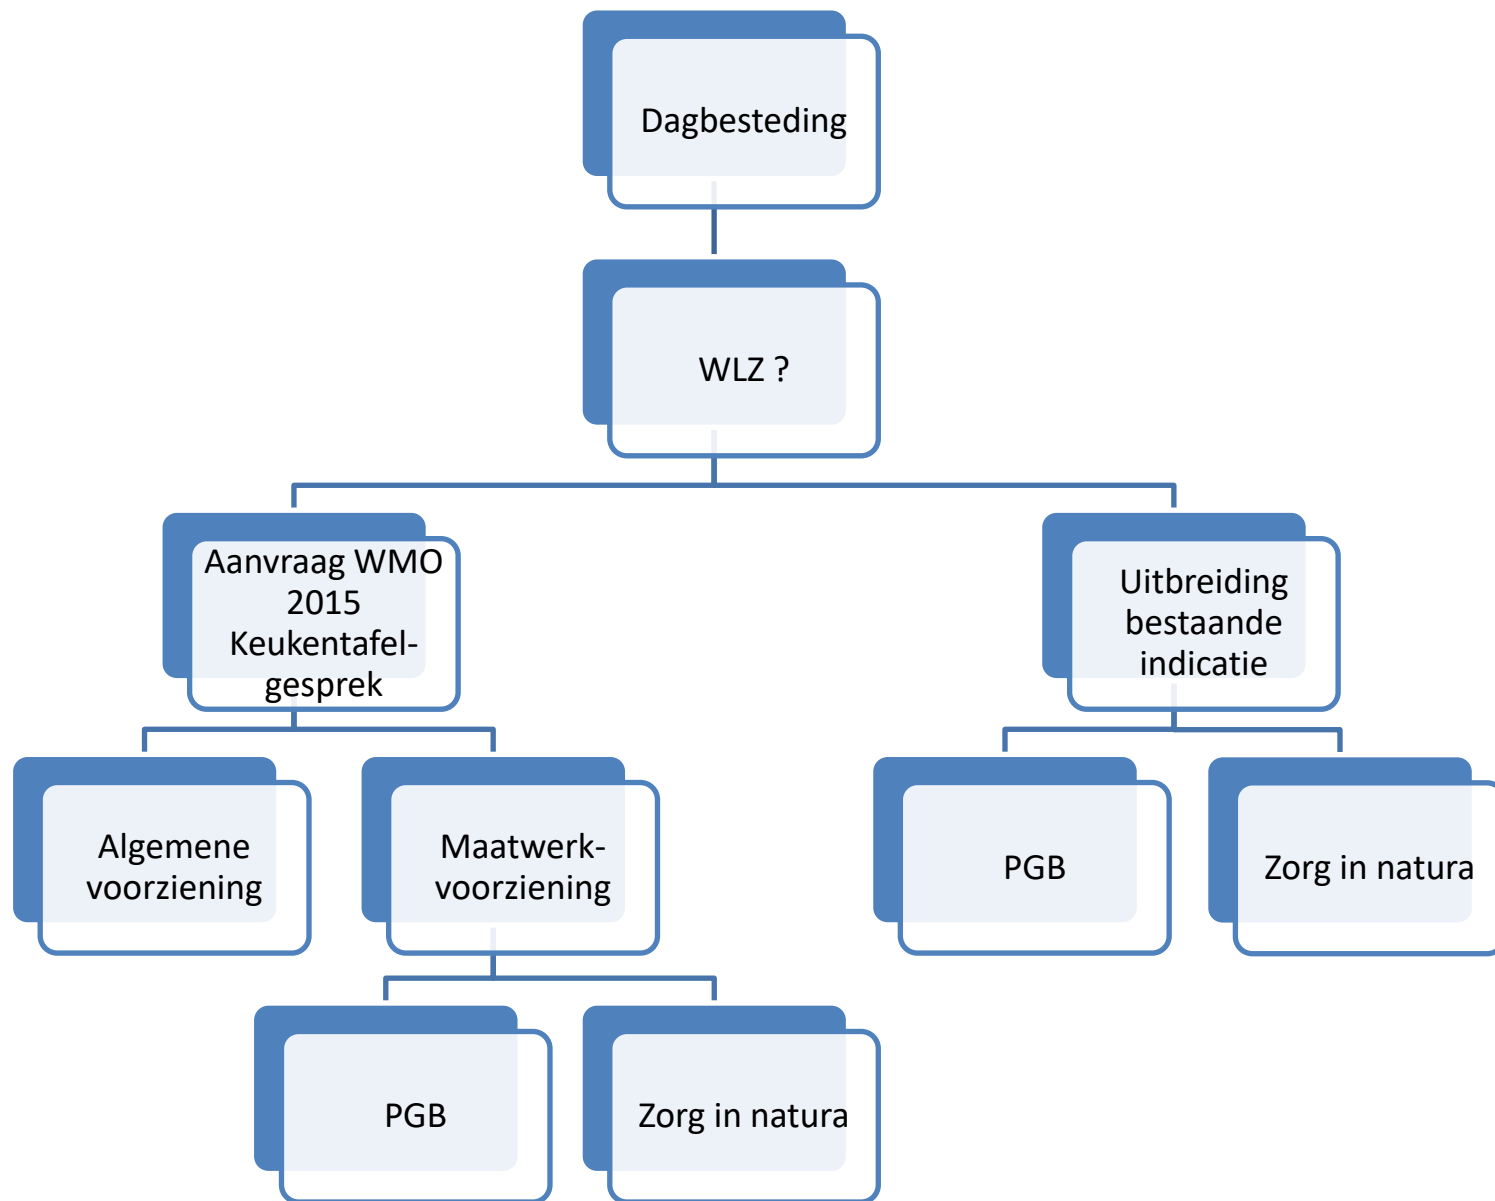 Dagbesteding
WLZ ?
Aanvraag WMO
2015
Keukentafel-
gesprek
Uitbreiding
bestaande
indicatie
Algemene
voorziening
Maatwerk-
voorziening
PGB
Zorg in natura
PGB
Zorg in natura